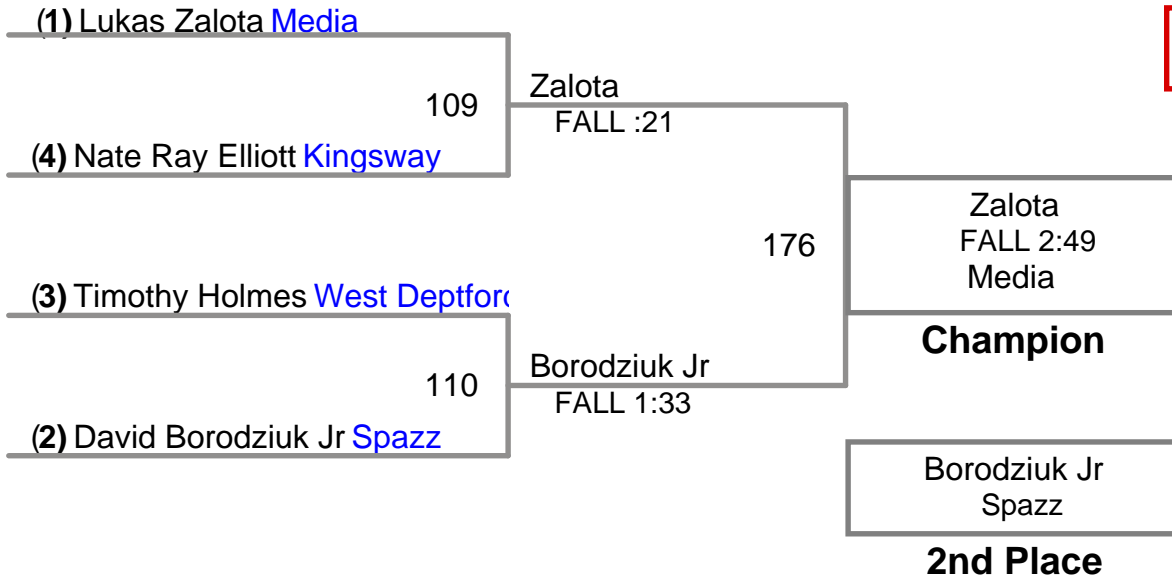 (1) Lukas Zalota Media
109
Zalota
FALL :21
(4) Nate Ray Elliott Kingsway
176
Zalota
FALL 2:49
Media
Champion
(3) Timothy Holmes West Deptford
110
Borodziuk Jr
FALL 1:33
(2) David Borodziuk Jr Spazz
Borodziuk Jr
Spazz
2nd Place